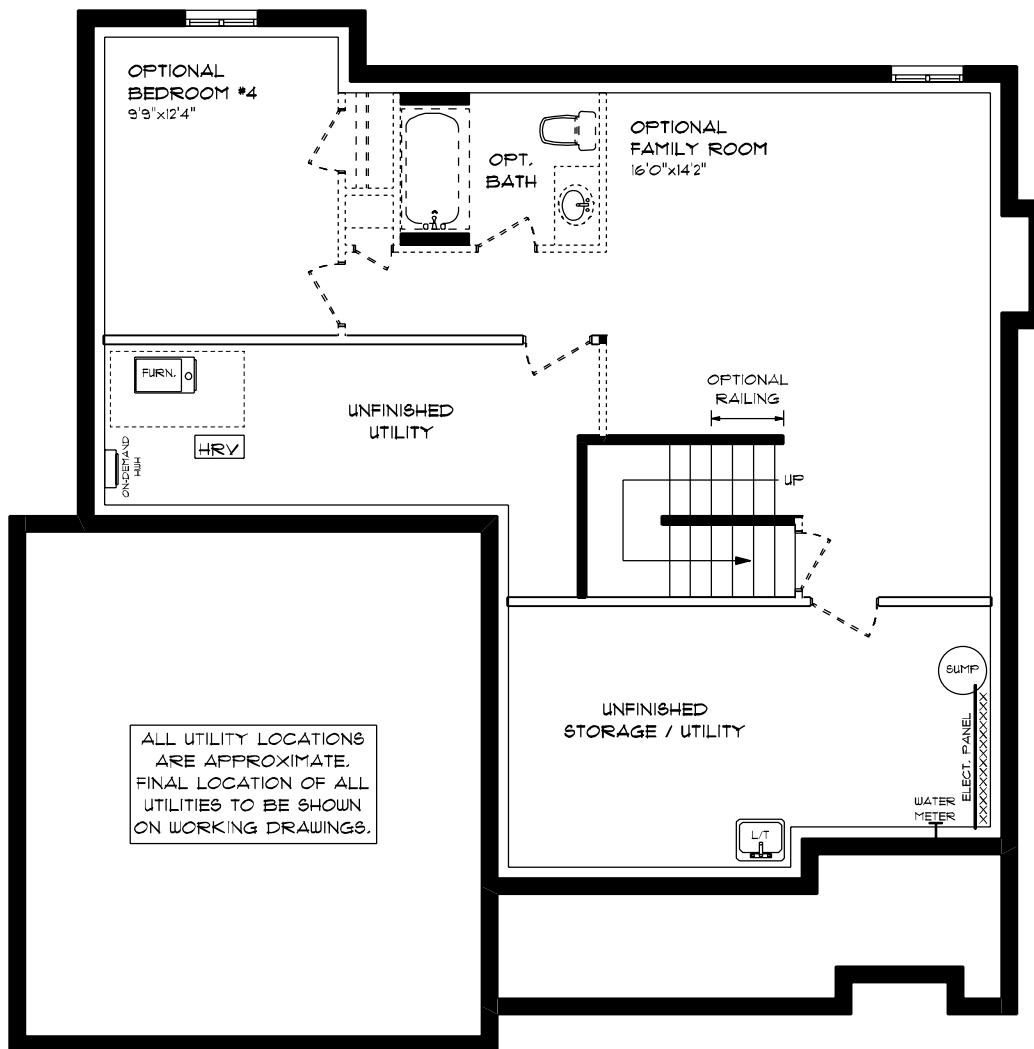 OPTIONAL
BEDROOM #4
9'9"x12'4"
OPT.
BATH
OPTIONAL
FAMILY ROOM
16'0"x14'2"
FURN.
HRV
ON-DEMAND
HWH
UNFINISHED
UTILITY
OPTIONAL
RAILING
UP
UNFINISHED
STORAGE / UTILITY
SUMP
ELECT. PANEL
WATER
METER
L/T
ALL UTILITY LOCATIONS
ARE APPROXIMATE.
FINAL LOCATION OF ALL
UTILITIES TO BE SHOWN
ON WORKING DRAWINGS.